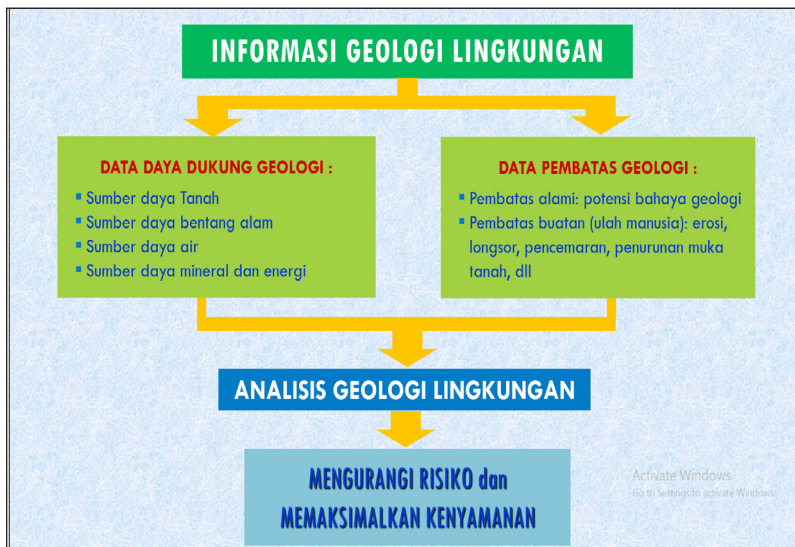 INFORMASI GEOLOGI LINGKUNGAN
DATA DAYA DUKUNG GEOLOGI :
▪ Sumber daya Tanah
▪ Sumber daya bentang alam
▪ Sumber daya air
▪ Sumber daya mineral dan energi
DATA PEMBATAS GEOLOGI :
▪ Pembatas alami: potensi bahaya geologi
▪ Pembatas buatan (ulah manusia): erosi,
longsor, pencemaran, penurunan muka
tanah, dll
ANALISIS GEOLOGI LINGKUNGAN
MENGURANGI RISIKO dan
MEMAKSIMALKAN KENYAMANAN
Activate Windows
Go to Settings to activate Windows.